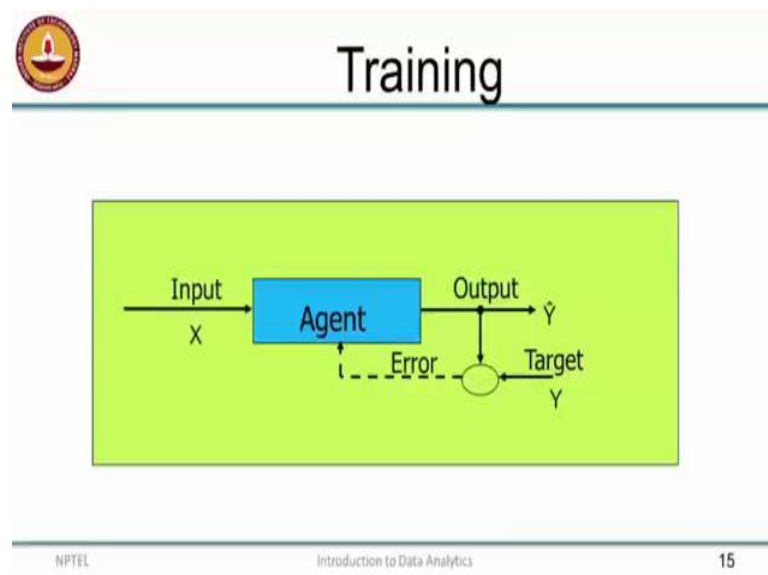 Training
Input
X
Agent
Output
Ŷ
Error
Target
Y
NPTEL
Introduction to Data Analytics
15